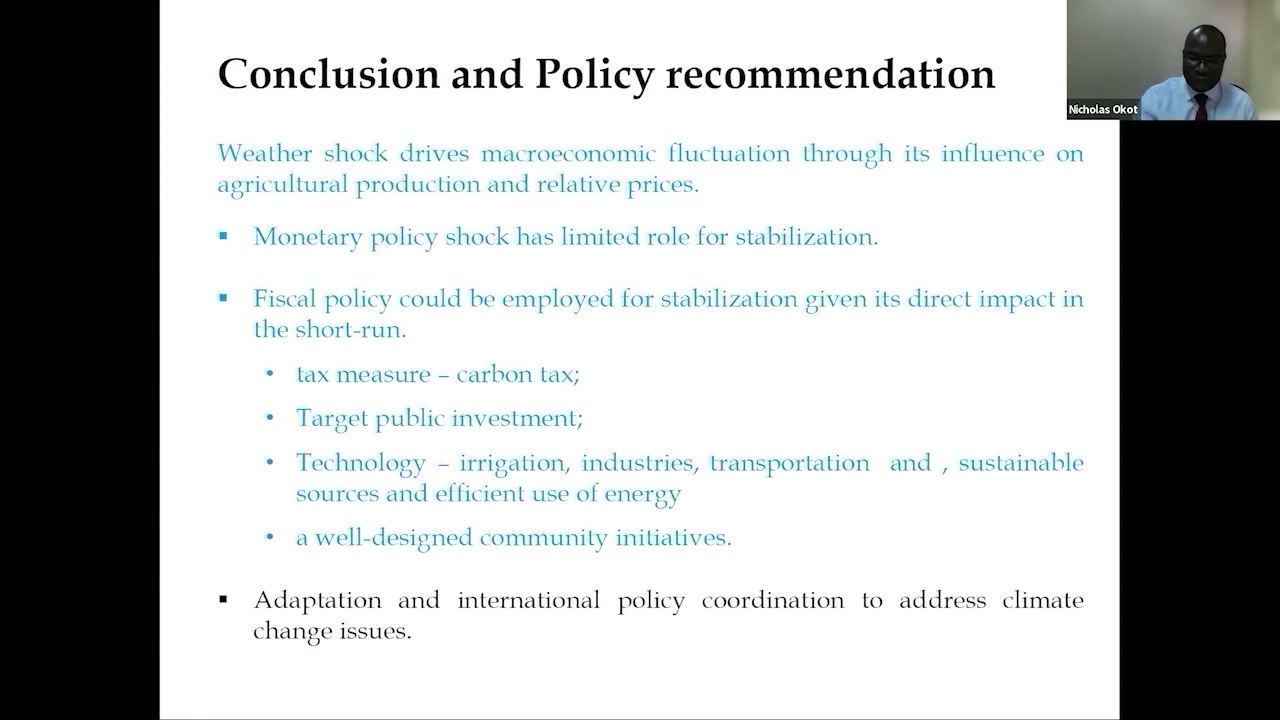 Conclusion and Policy recommendation
Nicholas Okot
Weather shock drives macroeconomic fluctuation through its influence on
agricultural production and relative prices.
▪ Monetary policy shock has limited role for stabilization.
▪ Fiscal policy could be employed for stabilization given its direct impact in
the short-run.
• tax measure – carbon tax;
• Target public investment;
• Technology – irrigation, industries, transportation and , sustainable
sources and efficient use of energy
• a well-designed community initiatives.
▪ Adaptation and international policy coordination to address climate
change issues.